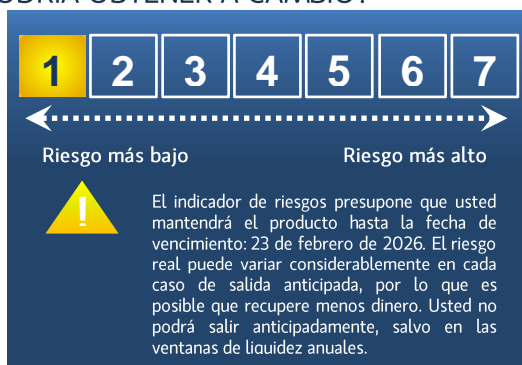 ODRÍA OBTENER A CAMBIO?
1 2 3 4 5 6 7
Riesgo más bajo Riesgo más alto
!
El indicador de riesgos presupone que usted
mantendrá el producto hasta la fecha de
vencimiento: 23 de febrero de 2026. El riesgo
real puede variar considerablemente en cada
caso de salida anticipada, por lo que es
posible que recupere menos dinero. Usted no
podrá salir anticipadamente, salvo en las
ventanas de liquidez anuales.